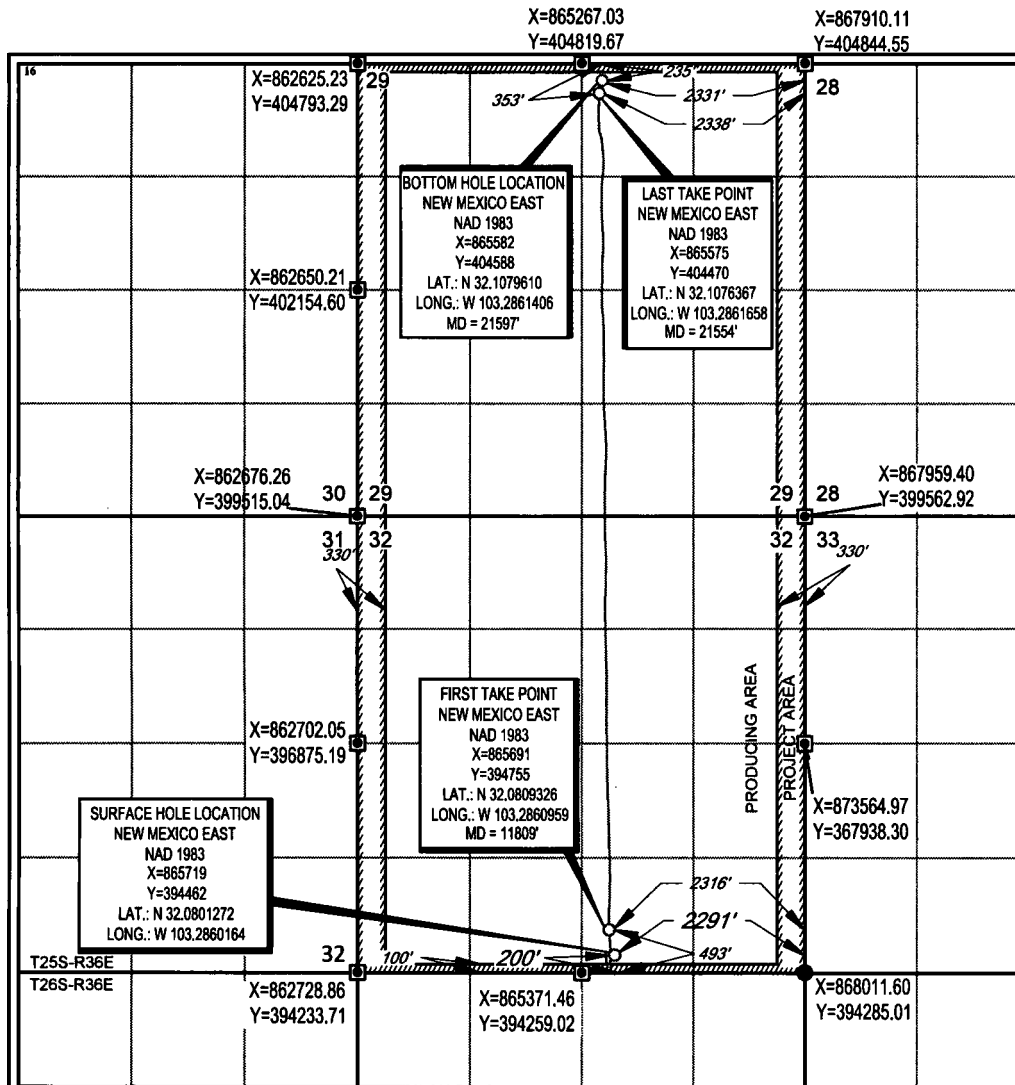 X=865267.03
Y=404819.67
X=867910.11
Y=404844.55
16
X=862625.23
Y=404793.29
29
28
235'
2331'
353'
2338'
BOTTOM HOLE LOCATION
NEW MEXICO EAST
NAD 1983
X=865582
Y=404588
LAT.: N 32.1079610
LONG.: W 103.2861406
MD = 21597'
LAST TAKE POINT
NEW MEXICO EAST
NAD 1983
X=865575
Y=404470
LAT.: N 32.1076367
LONG.: W 103.2861658
MD = 21554'
X=862650.21
Y=402154.60
X=862676.26
Y=399515.04
30
29
29
28
X=867959.40
Y=399562.92
31
32
32
33
330'
330'
FIRST TAKE POINT
NEW MEXICO EAST
NAD 1983
X=865691
Y=394755
LAT.: N 32.0809326
LONG.: W 103.2860959
MD = 11809'
PRODUCING AREA
PROJECT AREA
X=862702.05
Y=396875.19
X=873564.97
Y=367938.30
SURFACE HOLE LOCATION
NEW MEXICO EAST
NAD 1983
X=865719
Y=394462
LAT.: N 32.0801272
LONG.: W 103.2860164
2316'
2291'
493'
100'
200'
32
T25S-R36E
T26S-R36E
X=862728.86
Y=394233.71
X=865371.46
Y=394259.02
X=868011.60
Y=394285.01